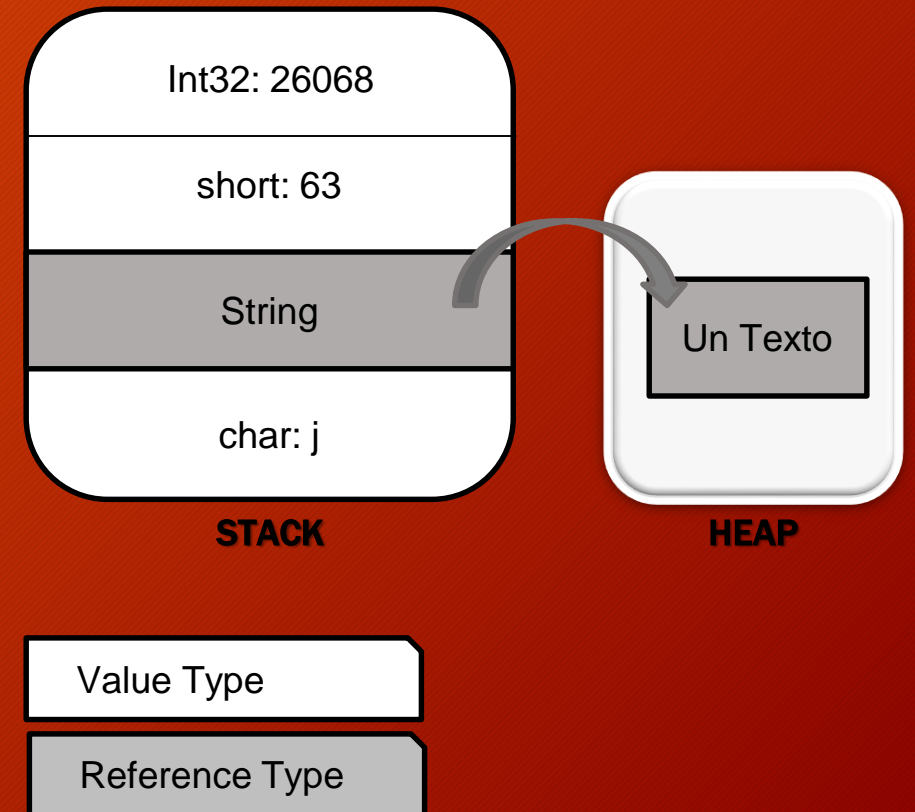 Int32: 26068
short: 63
String
Un Texto
char: j
STACK
HEAP
Value Type
Reference Type